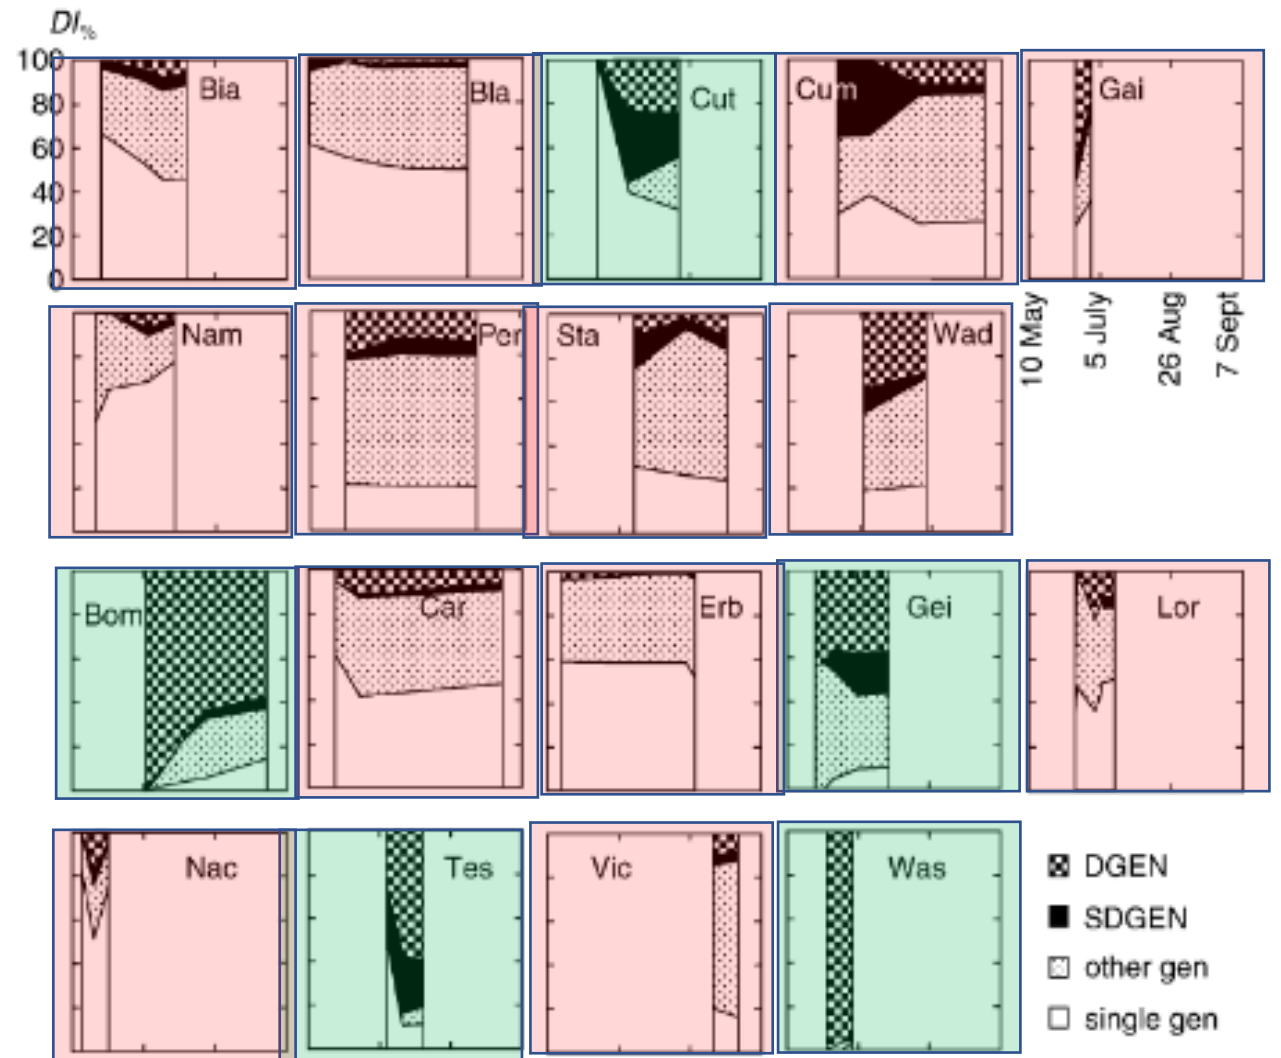 DI%
100
80
60
40
20
0
Bia
Bla
Cut
Cum
Gai
10 May
5 July
26 Aug
7 Sept
Nam
Per
Sta
Wad
Bom
Car
Erb
Gei
Lor
Nac
Tes
Vic
Was
DGEN
SDGEN
other gen
single gen